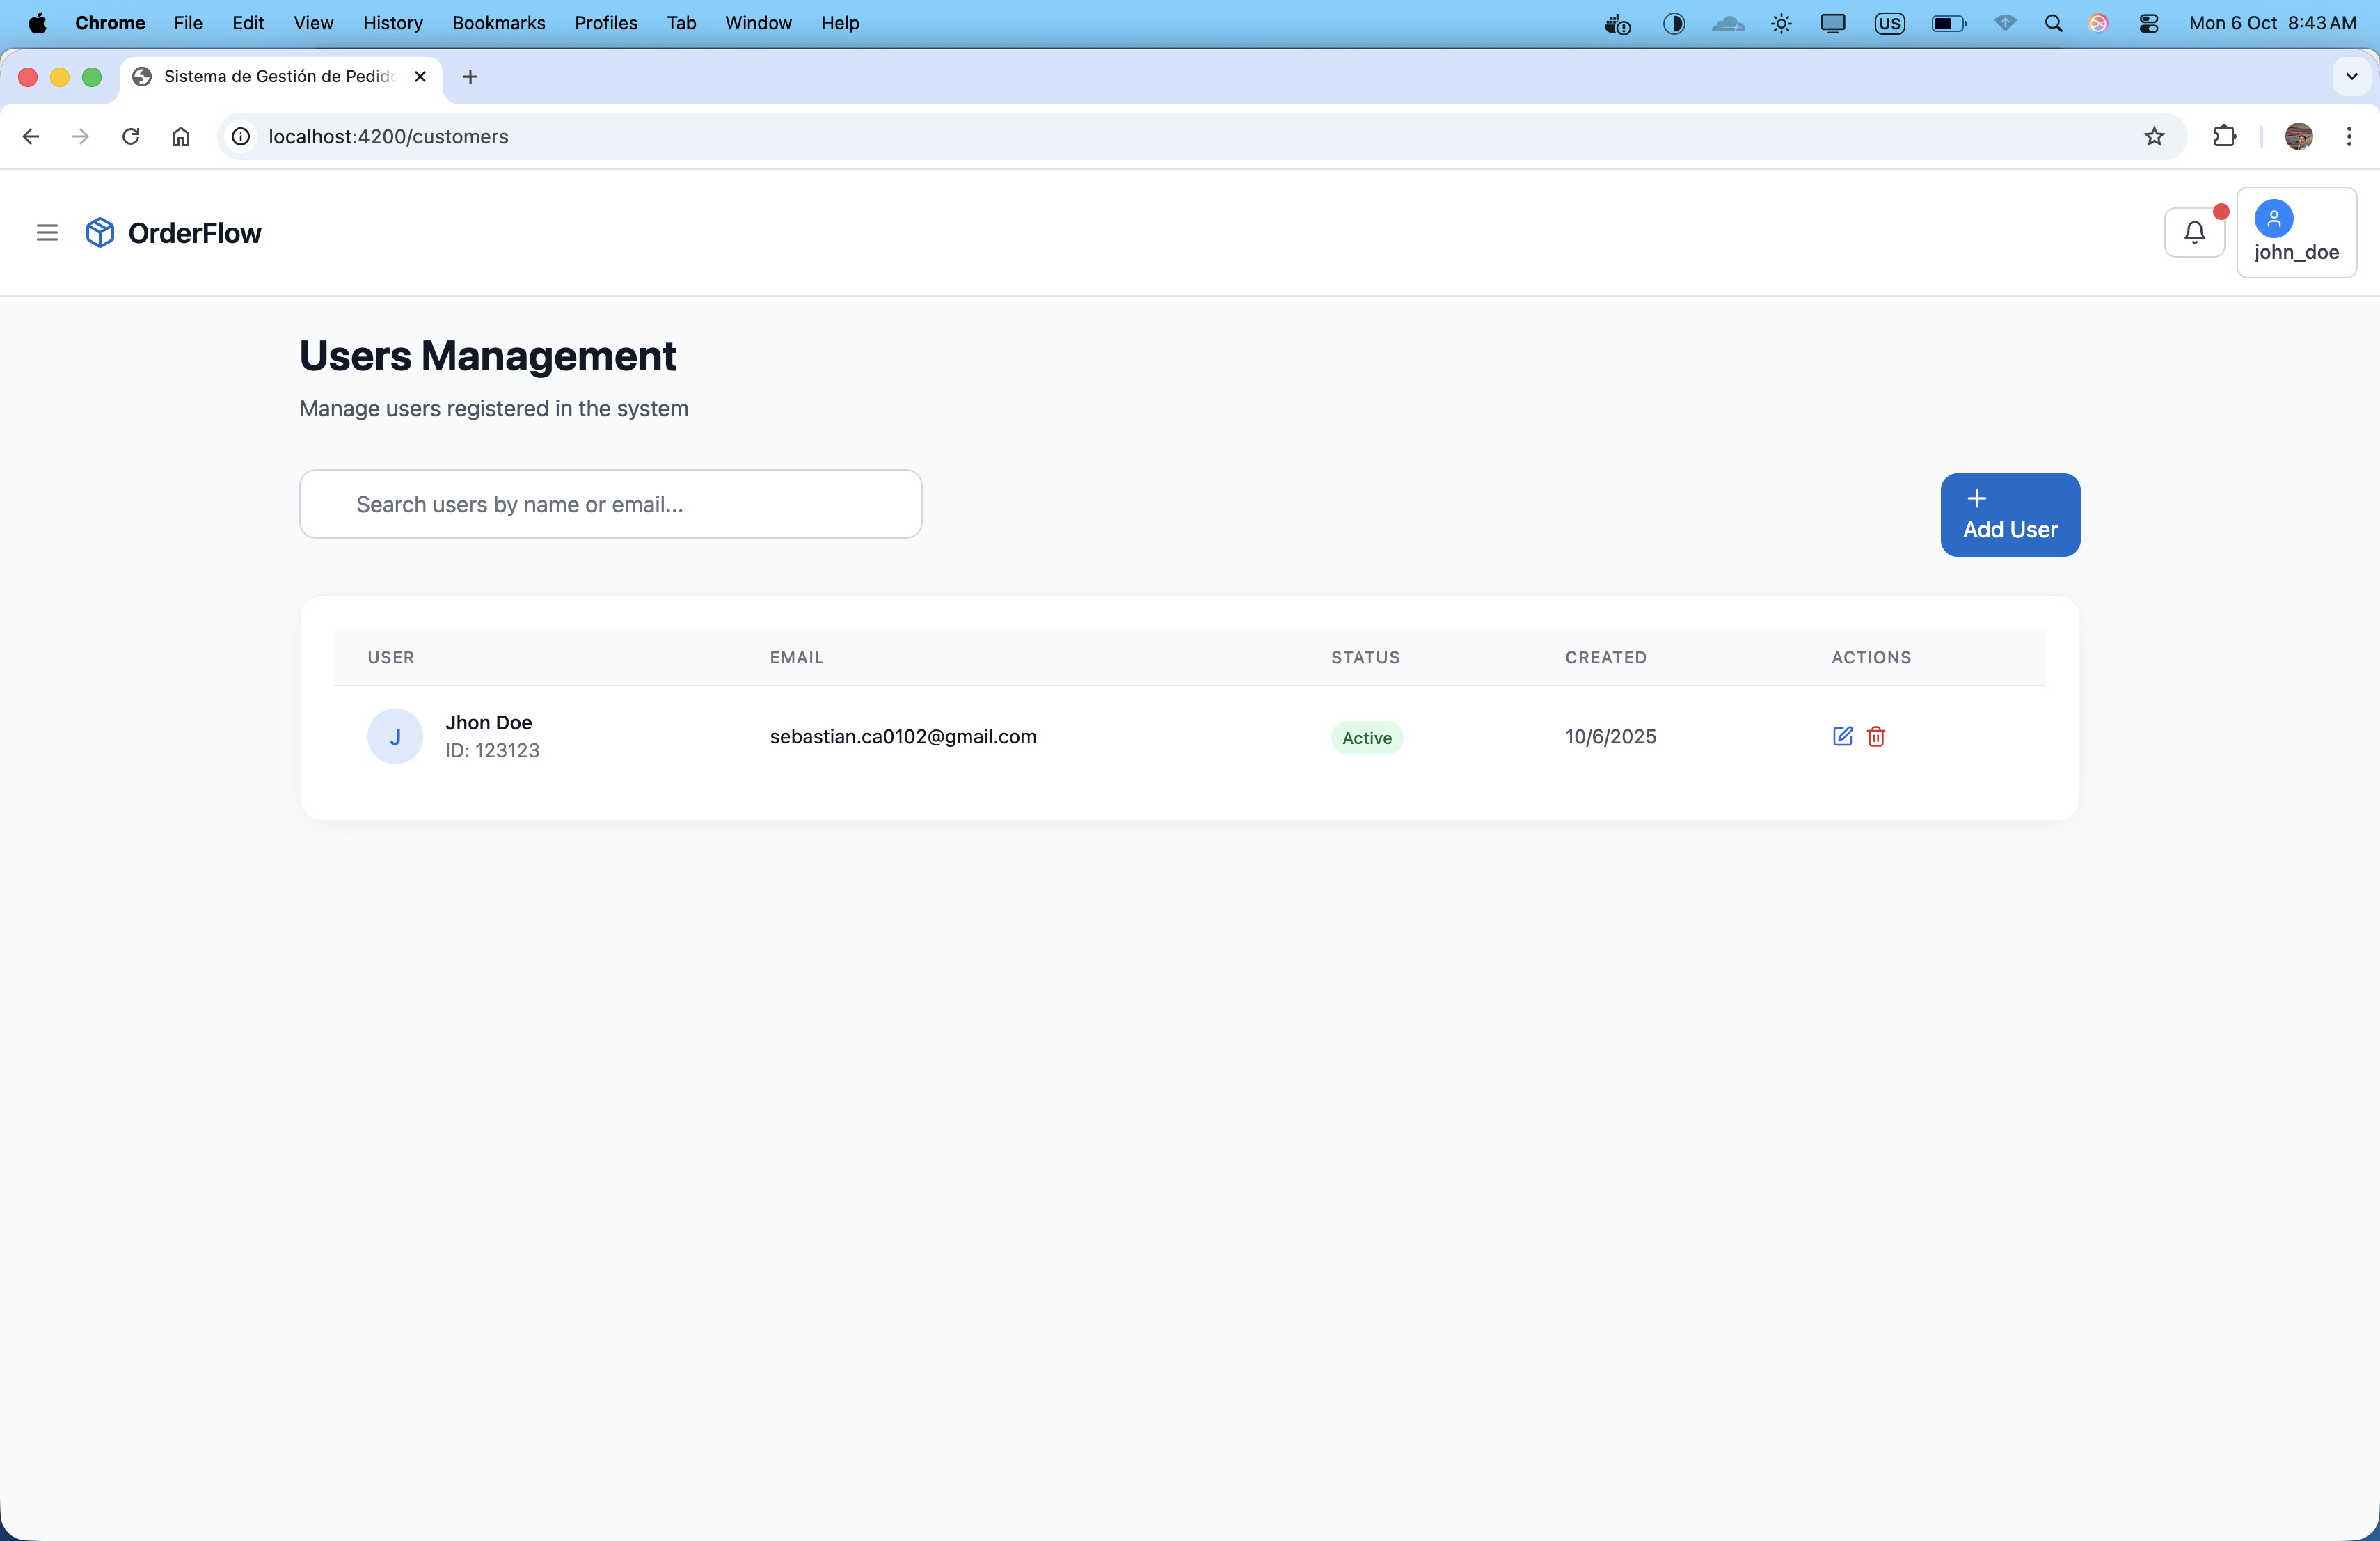 Chrome File Edit View History Bookmarks Profiles Tab Window Help US Mon 6 Oct 8:43 AM
Sistema de Gestión de Pedido
localhost:4200/customers
OrderFlow
john_doe
Users Management
Manage users registered in the system
Search users by name or email...
Add User
USER EMAIL STATUS CREATED ACTIONS
J Jhon Doe
ID: 123123
sebastian.ca0102@gmail.com Active 10/6/2025